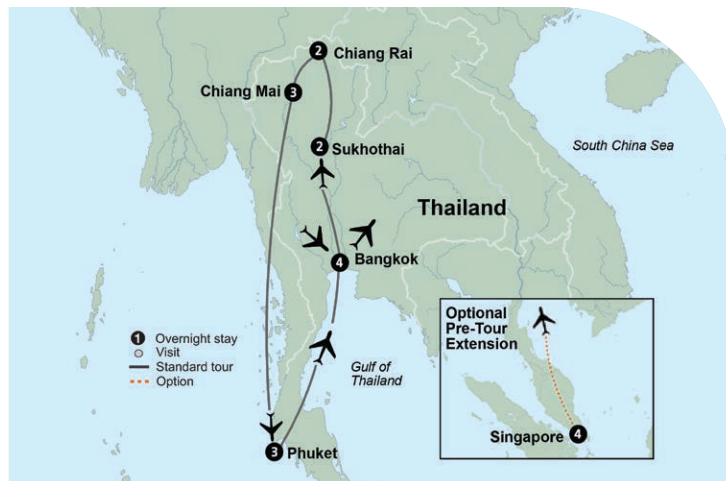 2 Chiang Rai
Chiang Mai 3
2 Sukhothai
South China Sea
Thailand
4 Bangkok
1 Overnight stay
Visit
Standard tour
Option
Gulf of
Thailand
3 Phuket
Optional
Pre-Tour
Extension
Singapore 4